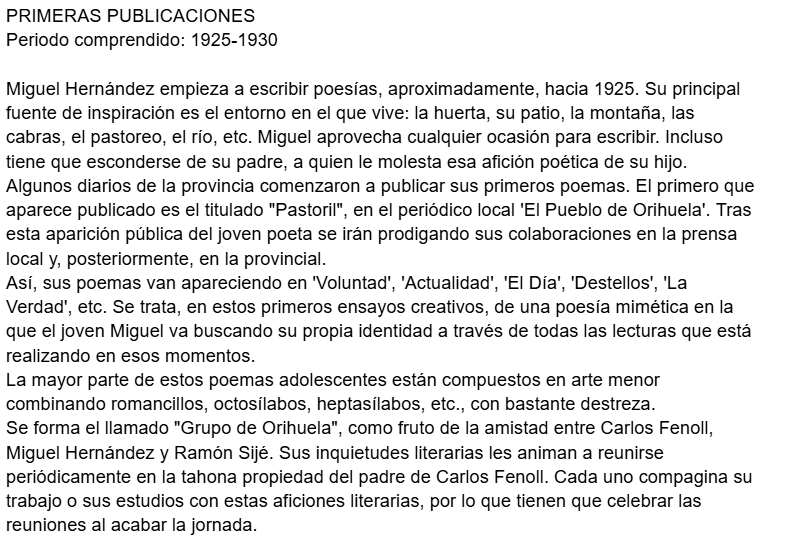 PRIMERAS PUBLICACIONES
Periodo comprendido: 1925-1930

Miguel Hernández empieza a escribir poesías, aproximadamente, hacia 1925. Su principal
fuente de inspiración es el entorno en el que vive: la huerta, su patio, la montaña, las
cabras, el pastoreo, el río, etc. Miguel aprovecha cualquier ocasión para escribir. Incluso
tiene que esconderse de su padre, a quien le molesta esa afición poética de su hijo.
Algunos diarios de la provincia comenzaron a publicar sus primeros poemas. El primero que
aparece publicado es el titulado "Pastoril", en el periódico local 'El Pueblo de Orihuela'. Tras
esta aparición pública del joven poeta se irán prodigando sus colaboraciones en la prensa
local y, posteriormente, en la provincial.
Así, sus poemas van apareciendo en 'Voluntad', 'Actualidad', 'El Día', 'Destellos', 'La
Verdad', etc. Se trata, en estos primeros ensayos creativos, de una poesía mimética en la
que el joven Miguel va buscando su propia identidad a través de todas las lecturas que está
realizando en esos momentos.
La mayor parte de estos poemas adolescentes están compuestos en arte menor
combinando romancillos, octosílabos, heptasílabos, etc., con bastante destreza.
Se forma el llamado "Grupo de Orihuela", como fruto de la amistad entre Carlos Fenoll,
Miguel Hernández y Ramón Sijé. Sus inquietudes literarias les animan a reunirse
periódicamente en la tahona propiedad del padre de Carlos Fenoll. Cada uno compagina su
trabajo o sus estudios con estas aficiones literarias, por lo que tienen que celebrar las
reuniones al acabar la jornada.